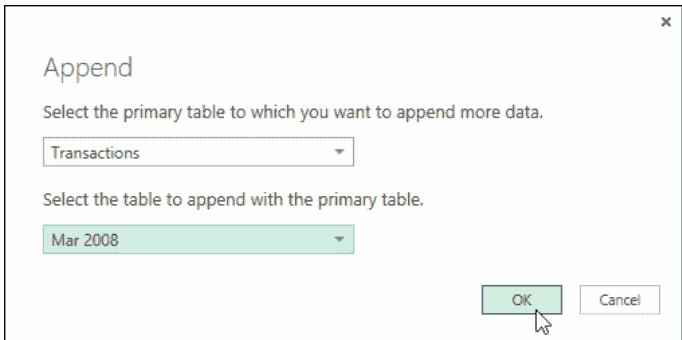 Append
Select the primary table to which you want to append more data.
Transactions
Select the table to append with the primary table.
Mar 2008
OK Cancel